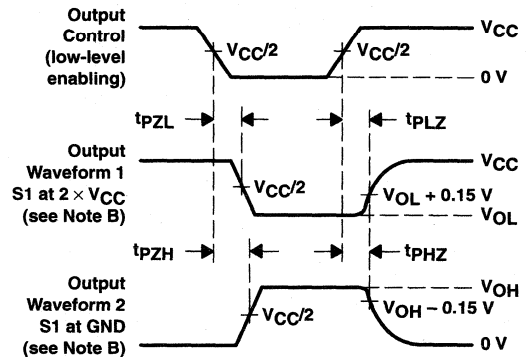 Output
Control
(low-level
enabling)
VCC/2
VCC/2
VCC
0 V
tPZL
tPLZ
Output
Waveform 1
S1 at 2 × VCC
(see Note B)
VCC/2
VCC
VOL + 0.15 V
VOL
tPZH
tPHZ
Output
Waveform 2
S1 at GND
(see Note B)
VCC/2
VOH
VOH − 0.15 V
0 V